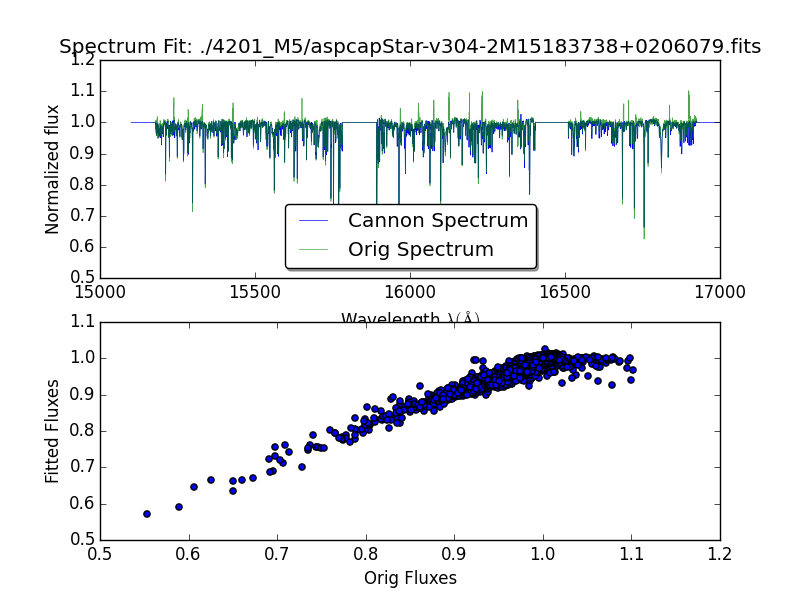 Spectrum Fit: ./4201_M5/aspcapStar-v304-2M15183738+0206079.fits
1.2
1.1
1.0
0.9
0.8
0.7
0.6
0.5
Normalized flux
Cannon Spectrum
Orig Spectrum
15000 15500 16000 16500 17000
Wavelength λ(Å)
1.1
1.0
0.9
0.8
0.7
0.6
0.5
Fitted Fluxes
0.5 0.6 0.7 0.8 0.9 1.0 1.1 1.2
Orig Fluxes